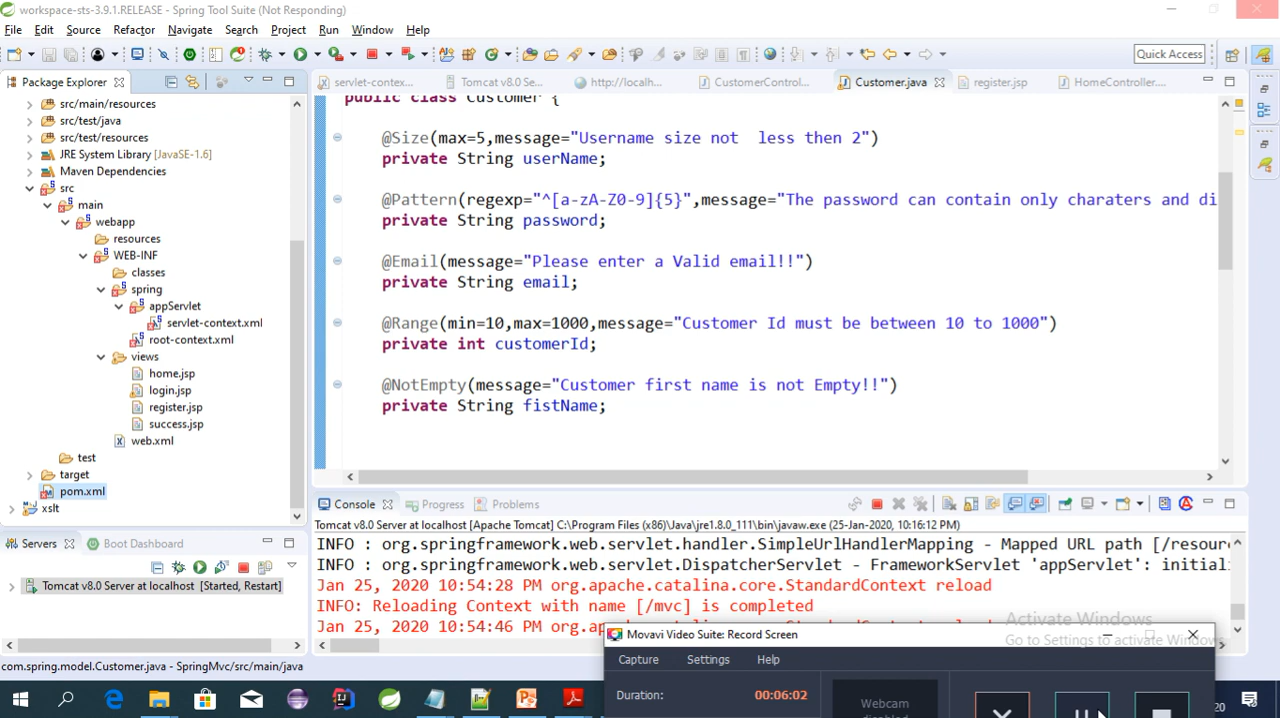 workspace-sts-3.9.1.RELEASE - Spring Tool Suite (Not Responding)
File Edit Source Refactor Navigate Search Project Run Window Help
Quick Access
Package Explorer
servlet-contex...
Tomcat v8.0 Se...
http://localh...
CustomerControl...
Customer.java
register.jsp
HomeController....
src/main/resources
src/test/java
src/test/resources
JRE System Library [JavaSE-1.6]
Maven Dependencies
src
main
webapp
resources
WEB-INF
classes
spring
appServlet
servlet-context.xml
root-context.xml
views
home.jsp
login.jsp
register.jsp
success.jsp
web.xml
test
target
pom.xml
xslt
public class Customer {
@Size(max=5,message="Username size not  less then 2")
private String userName;
@Pattern(regexp="^[a-zA-Z0-9]{5}",message="The password can contain only charaters and di
private String password;
@Email(message="Please enter a Valid email!!")
private String email;
@Range(min=10,max=1000,message="Customer Id must be between 10 to 1000")
private int customerId;
@NotEmpty(message="Customer first name is not Empty!!")
private String fistName;
Servers
Boot Dashboard
Tomcat v8.0 Server at localhost [Started, Restart]
Console
Progress
Problems
Tomcat v8.0 Server at localhost [Apache Tomcat] C:\Program Files (x86)\Java\jre1.8.0_111\bin\javaw.exe (25-Jan-2020, 10:16:12 PM)
INFO : org.springframework.web.servlet.handler.SimpleUrlHandlerMapping - Mapped URL path [/resour
INFO : org.springframework.web.servlet.DispatcherServlet - FrameworkServlet 'appServlet': initial
Jan 25, 2020 10:54:28 PM org.apache.catalina.core.StandardContext reload
INFO: Reloading Context with name [/mvc] is completed
Jan 25, 2020 10:54:46 PM org.ap
Activate Windows
Go to Settings to activate Windows
com.spring.model.Customer.java - SpringMvc/src/main/java
Movavi Video Suite: Record Screen
Capture Settings Help
Duration: 00:06:02
Webcam
20